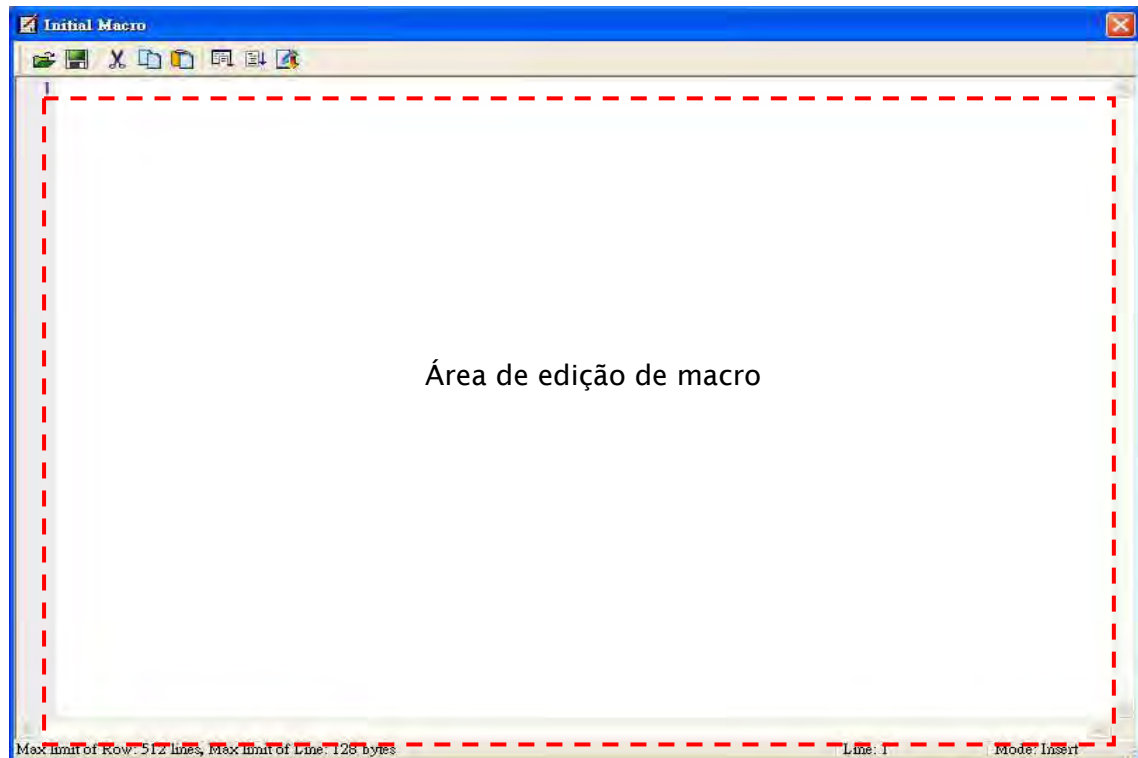 Initial Macro
1
Área de edição de macro
Max limit of Row: 512 lines, Max limit of Line: 128 bytes
Line: 1
Mode: Insert